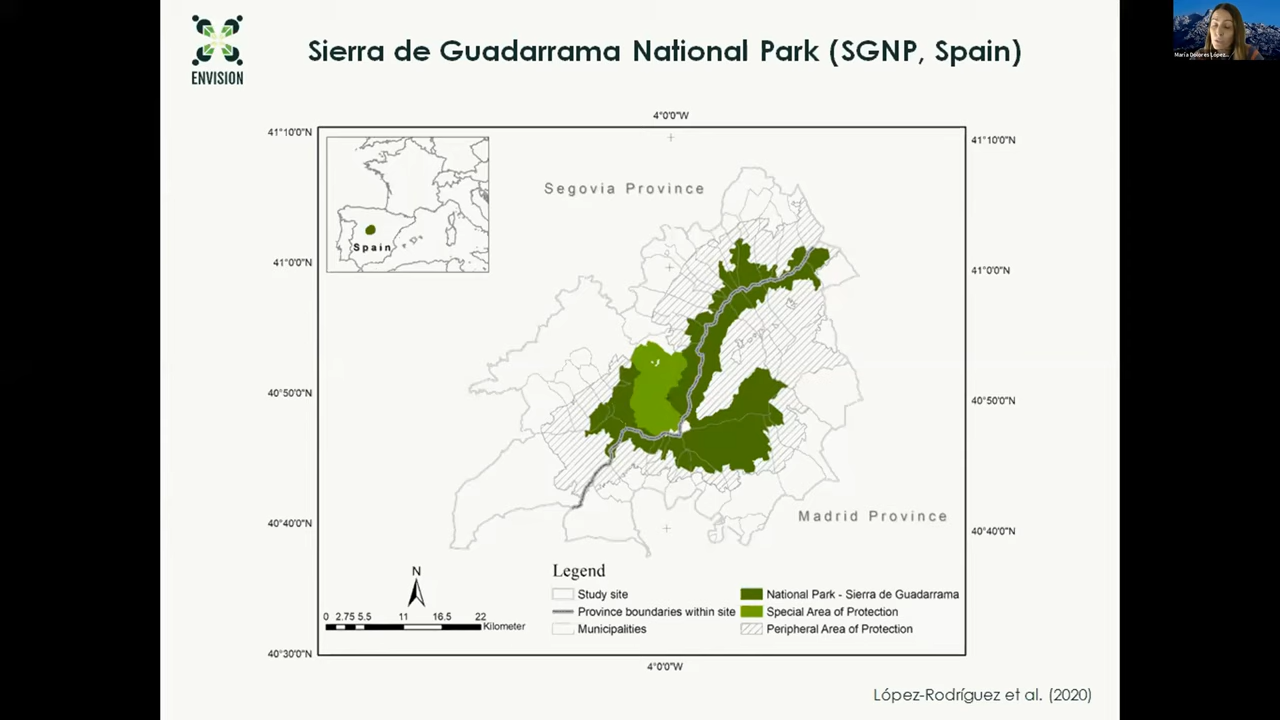 ENVISION
Sierra de Guadarrama National Park (SGNP, Spain)
María Dolores López...
4°0'0"W
41°10'0"N
41°10'0"N
Segovia Province
Spain
41°0'0"N
41°0'0"N
40°50'0"N
40°50'0"N
Madrid Province
40°40'0"N
40°40'0"N
N
0 2.75 5.5 11 16.5 22
Kilometer
Legend
Study site
Province boundaries within site
Municipalities
National Park - Sierra de Guadarrama
Special Area of Protection
Peripheral Area of Protection
40°30'0"N
4°0'0"W
López-Rodríguez et al. (2020)